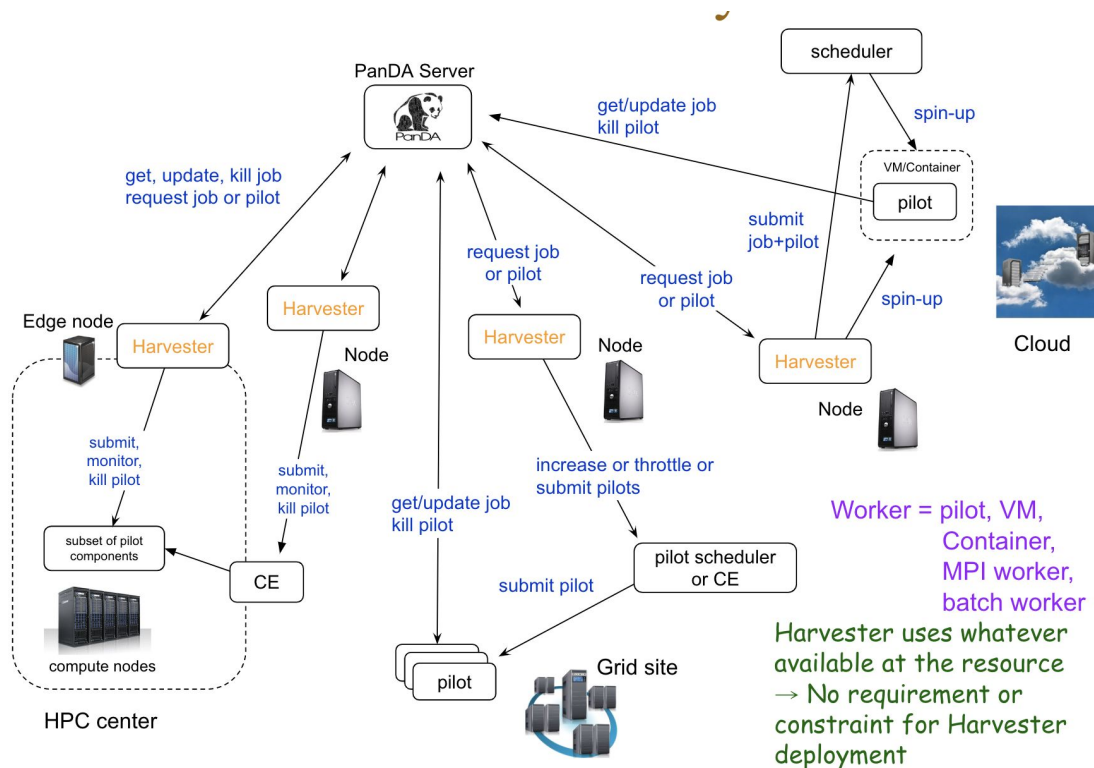 scheduler
PanDA Server
PanDA
get/update job
kill pilot
spin-up
VM/Container
pilot
get, update, kill job
request job or pilot
submit
job+pilot
request job
or pilot
request job
or pilot
spin-up
Harvester
Edge node
Harvester
Node
Harvester
Node
Harvester
Node
Cloud
submit,
monitor,
kill pilot
submit,
monitor,
kill pilot
increase or throttle or
submit pilots
get/update job
kill pilot
subset of pilot
components
CE
pilot scheduler
or CE
submit pilot
compute nodes
pilot
Grid site
HPC center
Worker = pilot, VM,
Container,
MPI worker,
batch worker
Harvester uses whatever
available at the resource
→ No requirement or
constraint for Harvester
deployment